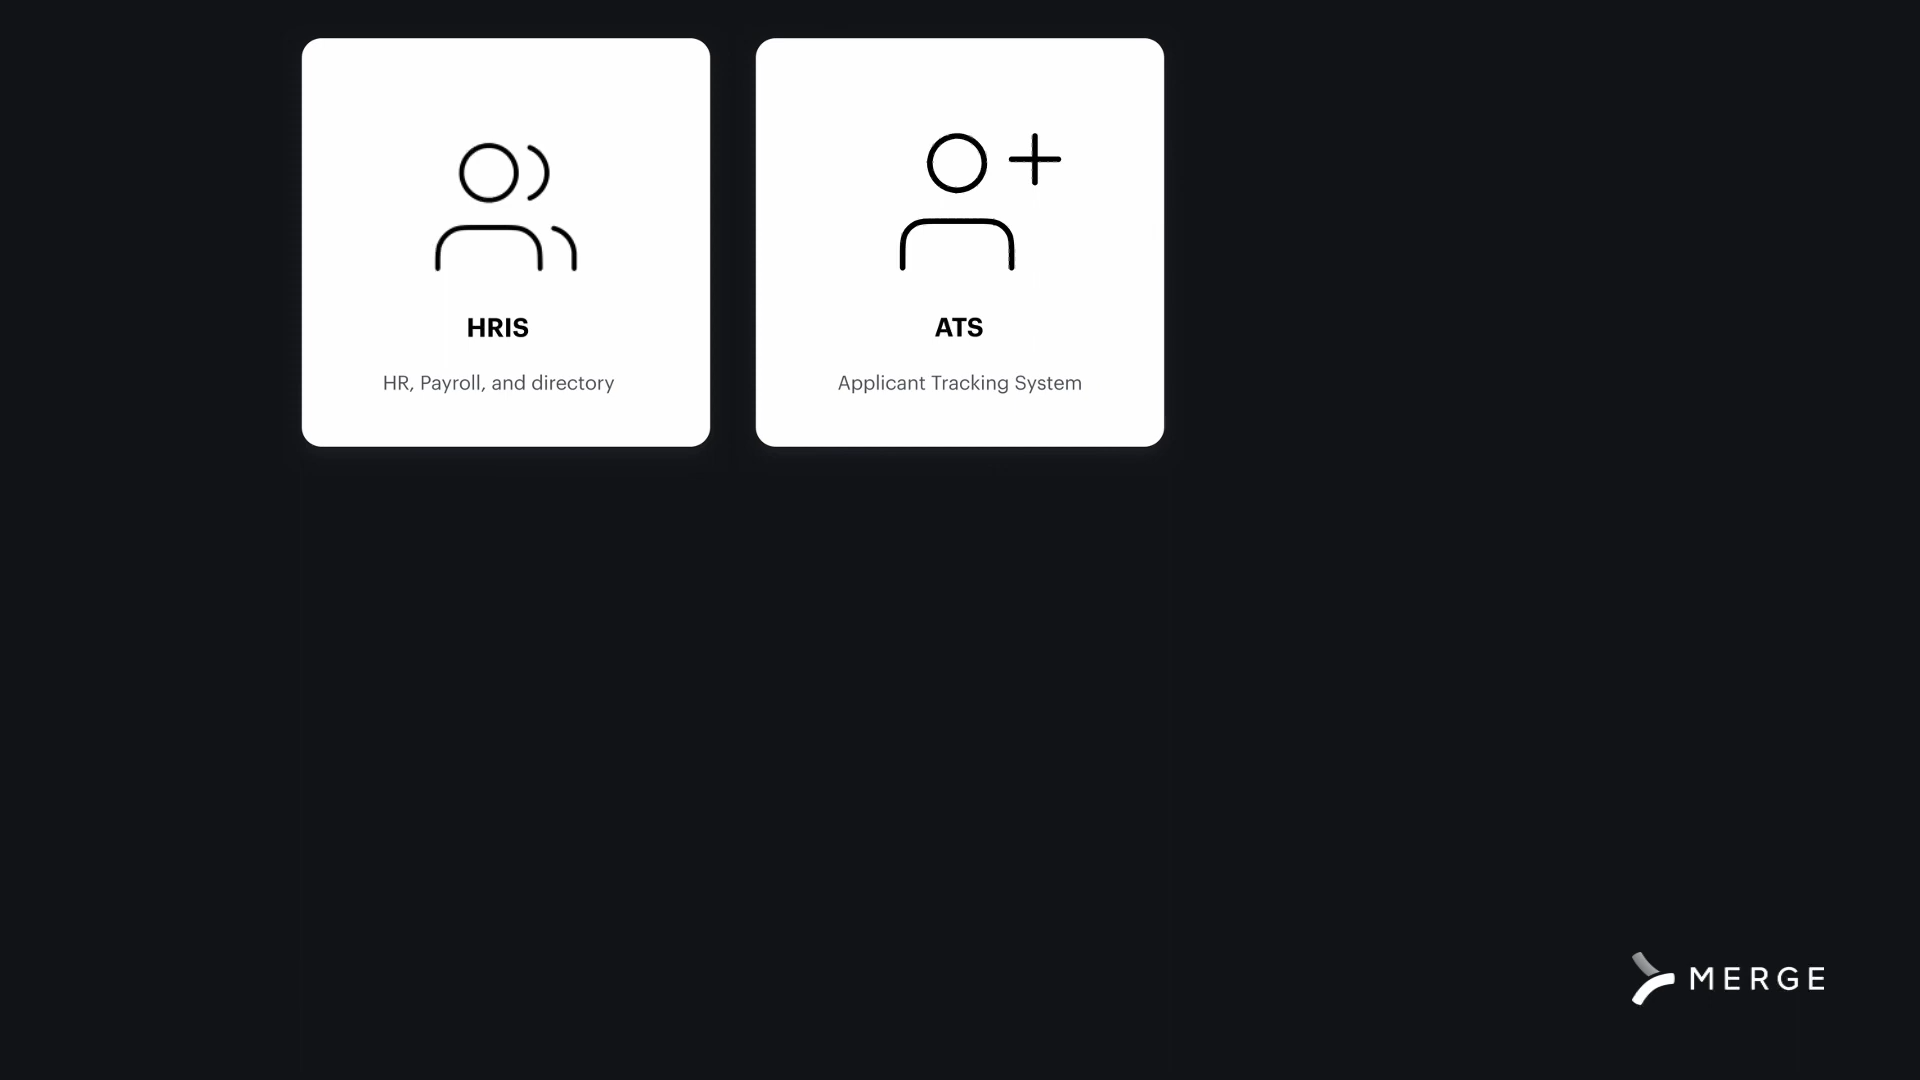 HRIS
HR, Payroll, and directory
ATS
Applicant Tracking System
MERGE